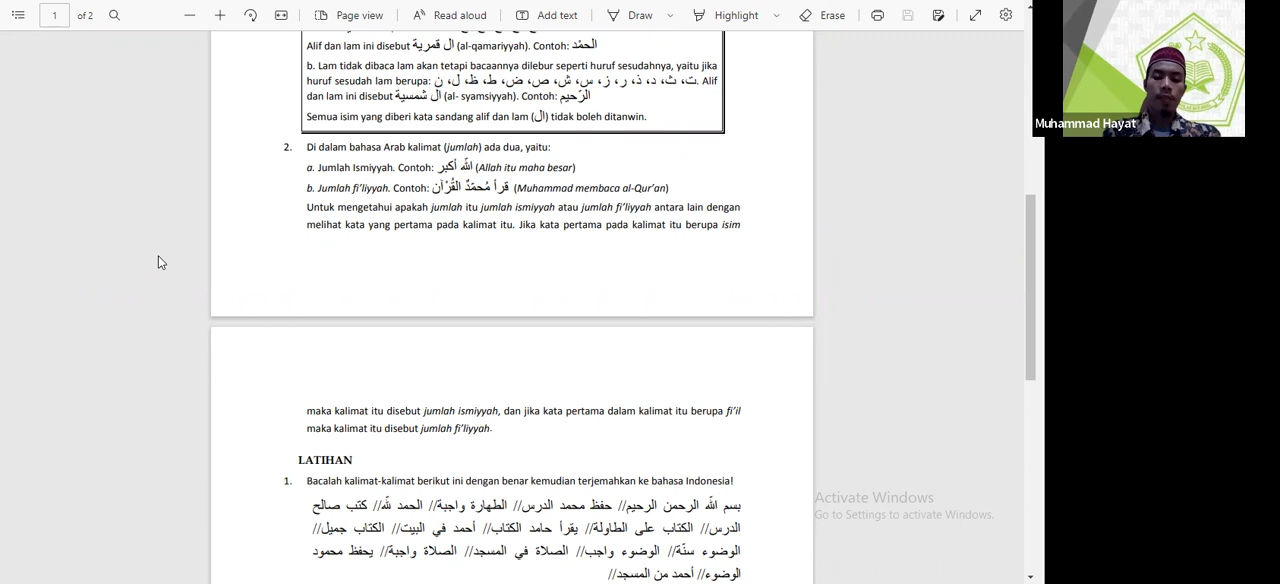 1 of 2 Page view Read aloud Add text Draw Highlight Erase
Alif dan lam ini disebut ال قمرية (al-qamariyyah). Contoh: الحمْد
b. Lam tidak dibaca lam akan tetapi bacaannya dilebur seperti huruf sesudahnya, yaitu jika
huruf sesudah lam berupa: ت، ث، د، ذ، ر، ز، س، ش، ص، ض، ط، ظ، ل، ن. Alif
dan lam ini disebut ال شمسية (al- syamsiyyah). Contoh: الرّحيم
Semua isim yang diberi kata sandang alif dan lam (ال) tidak boleh ditanwin.
2. Di dalam bahasa Arab kalimat (jumlah) ada dua, yaitu:
a. Jumlah Ismiyyah. Contoh: الله أكبر (Allah itu maha besar)
b. Jumlah fi'liyyah. Contoh: قرأ مُحمّدٌ القُرْآن (Muhammad membaca al-Qur'an)
Untuk mengetahui apakah jumlah itu jumlah ismiyyah atau jumlah fi'liyyah antara lain dengan
melihat kata yang pertama pada kalimat itu. Jika kata pertama pada kalimat itu berupa isim
maka kalimat itu disebut jumlah ismiyyah, dan jika kata pertama dalam kalimat itu berupa fi'il
maka kalimat itu disebut jumlah fi'liyyah.
LATIHAN
1. Bacalah kalimat-kalimat berikut ini dengan benar kemudian terjemahkan ke bahasa Indonesia!
بسم الله الرحمن الرحيم// حفظ محمد الدرس// الطهارة واجبة// الحمد لله// كتب صالح
الدرس// الكتاب على الطاولة// يقرأ حامد الكتاب// أحمد في البيت// الكتاب جميل//
الوضوء سنّة// الوضوء واجب// الصلاة في المسجد// الصلاة واجبة// يحفظ محمود
الوضوء// أحمد من المسجد//
Activate Windows
Go to Settings to activate Windows.
Muhammad Hayat